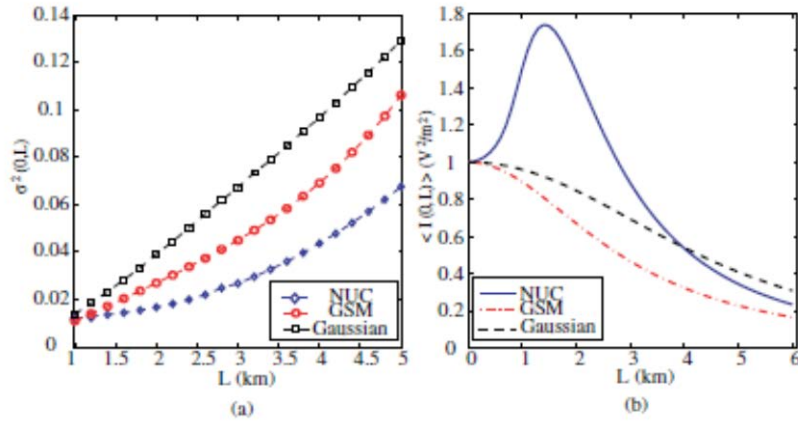 0.14
0.12
0.1
0.08
0.06
0.04
0.02
0
σ² (0,L)
NUC
GSM
Gaussian
1 1.5 2 2.5 3 3.5 4 4.5 5
L (km)
(a)
1.8
1.6
1.4
1.2
1
0.8
0.6
0.4
0.2
0
< I (0, L) > (V²/m²)
NUC
GSM
Gaussian
0 1 2 3 4 5 6
L (km)
(b)